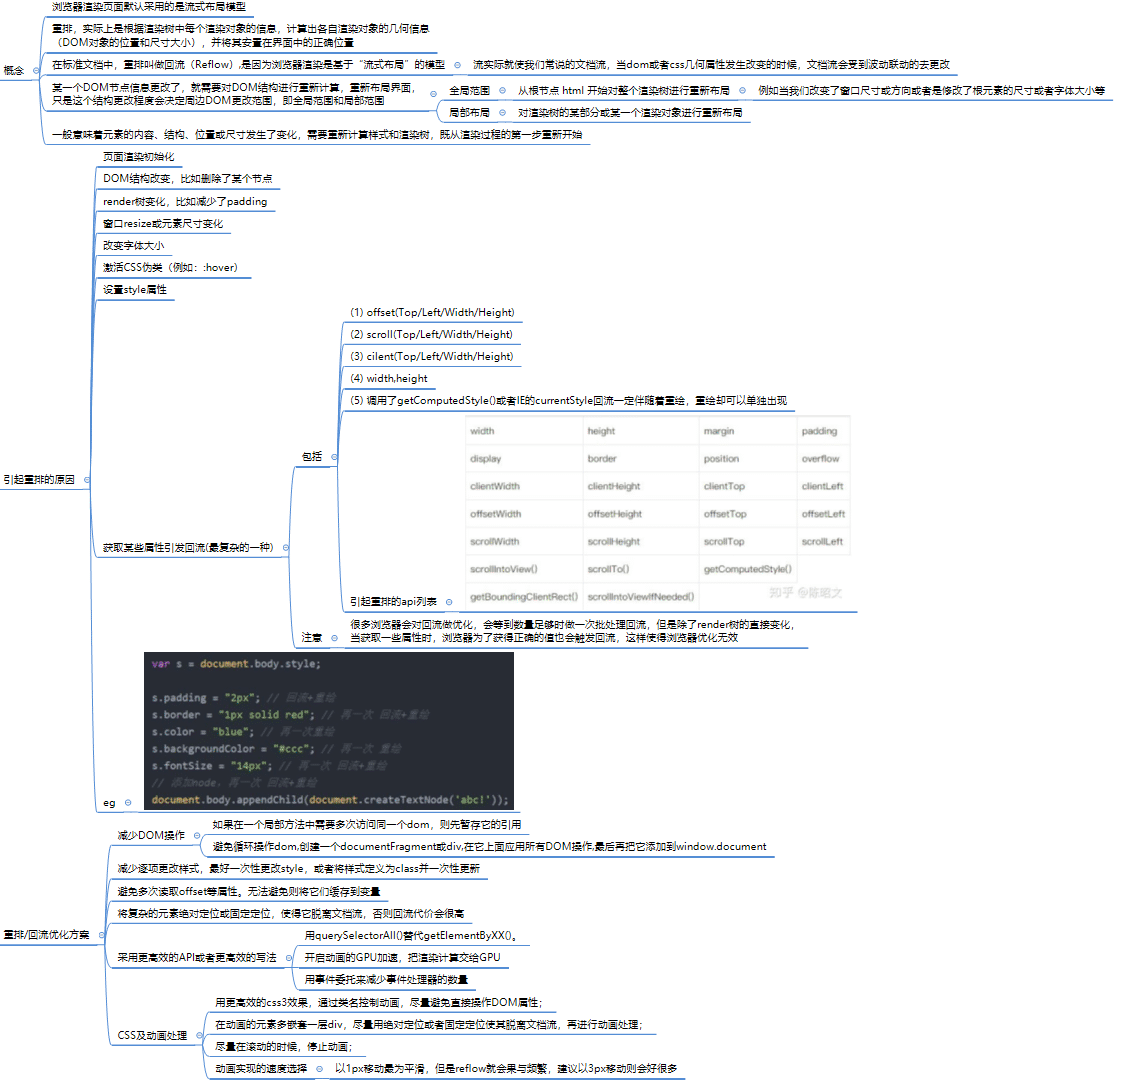 浏览器渲染页面默认采用的是流式布局模型
重排，实际上是根据渲染树中每个渲染对象的信息，计算出各自渲染对象的几何信息
（DOM对象的位置和尺寸大小），并将其安置在界面中的正确位置
概念
在标准文档中，重排叫做回流（Reflow）,是因为浏览器渲染是基于“流式布局”的模型
流实际就使我们常说的文档流，当dom或者css几何属性发生改变的时候，文档流会受到波动联动的去更改
某一个DOM节点信息更改了，就需要对DOM结构进行重新计算，重新布局界面，
只是这个结构更改程度会决定周边DOM更改范围，即全局范围和局部范围
全局范围
从根节点 html 开始对整个渲染树进行重新布局
例如当我们改变了窗口尺寸或方向或者是修改了根元素的尺寸或者字体大小等
局部布局
对渲染树的某部分或某一个渲染对象进行重新布局
一般意味着元素的内容、结构、位置或尺寸发生了变化，需要重新计算样式和渲染树，既从渲染过程的第一步重新开始
引起重排的原因
页面渲染初始化
DOM结构改变，比如删除了某个节点
render树变化，比如减少了padding
窗口resize或元素尺寸变化
改变字体大小
激活CSS伪类（例如：:hover）
设置style属性
获取某些属性引发回流(最复杂的一种)
包括
(1) offset(Top/Left/Width/Height)
(2) scroll(Top/Left/Width/Height)
(3) cilent(Top/Left/Width/Height)
(4) width,height
(5) 调用了getComputedStyle()或者IE的currentStyle回流一定伴随着重绘，重绘却可以单独出现
引起重排的api列表
width height margin padding
display border position overflow
clientWidth clientHeight clientTop clientLeft
offsetWidth offsetHeight offsetTop offsetLeft
scrollWidth scrollHeight scrollTop scrollLeft
scrollIntoView() scrollTo() getComputedStyle()
getBoundingClientRect() scrollIntoViewIfNeeded()
知乎 @陈昭文
注意
很多浏览器会对回流做优化，会等到数量足够时做一次批处理回流，但是除了render树的直接变化，
当获取一些属性时，浏览器为了获得正确的值也会触发回流，这样使得浏览器优化无效
eg
var s = document.body.style;
s.padding = "2px"; // 回流+重绘
s.border = "1px solid red"; // 再一次 回流+重绘
s.color = "blue"; // 再一次重绘
s.backgroundColor = "#ccc"; // 再一次 重绘
s.fontSize = "14px"; // 再一次 回流+重绘
// 添加node，再一次 回流+重绘
document.body.appendChild(document.createTextNode('abc!'));
重排/回流优化方案
减少DOM操作
如果在一个局部方法中需要多次访问同一个dom，则先暂存它的引用
避免循环操作dom,创建一个documentFragment或div,在它上面应用所有DOM操作,最后再把它添加到window.document
减少逐项更改样式，最好一次性更改style，或者将样式定义为class并一次性更新
避免多次读取offset等属性。无法避免则将它们缓存到变量
将复杂的元素绝对定位或固定定位，使得它脱离文档流，否则回流代价会很高
采用更高效的API或者更高效的写法
用querySelectorAll()替代getElementByXX()。
开启动画的GPU加速，把渲染计算交给GPU
用事件委托来减少事件处理器的数量
CSS及动画处理
用更高效的css3效果，通过类名控制动画，尽量避免直接操作DOM属性；
在动画的元素多嵌套一层div，尽量用绝对定位或者固定定位使其脱离文档流，再进行动画处理；
尽量在滚动的时候，停止动画；
动画实现的速度选择
以1px移动最为平滑，但是reflow就会果与频繁，建议以3px移动则会好很多